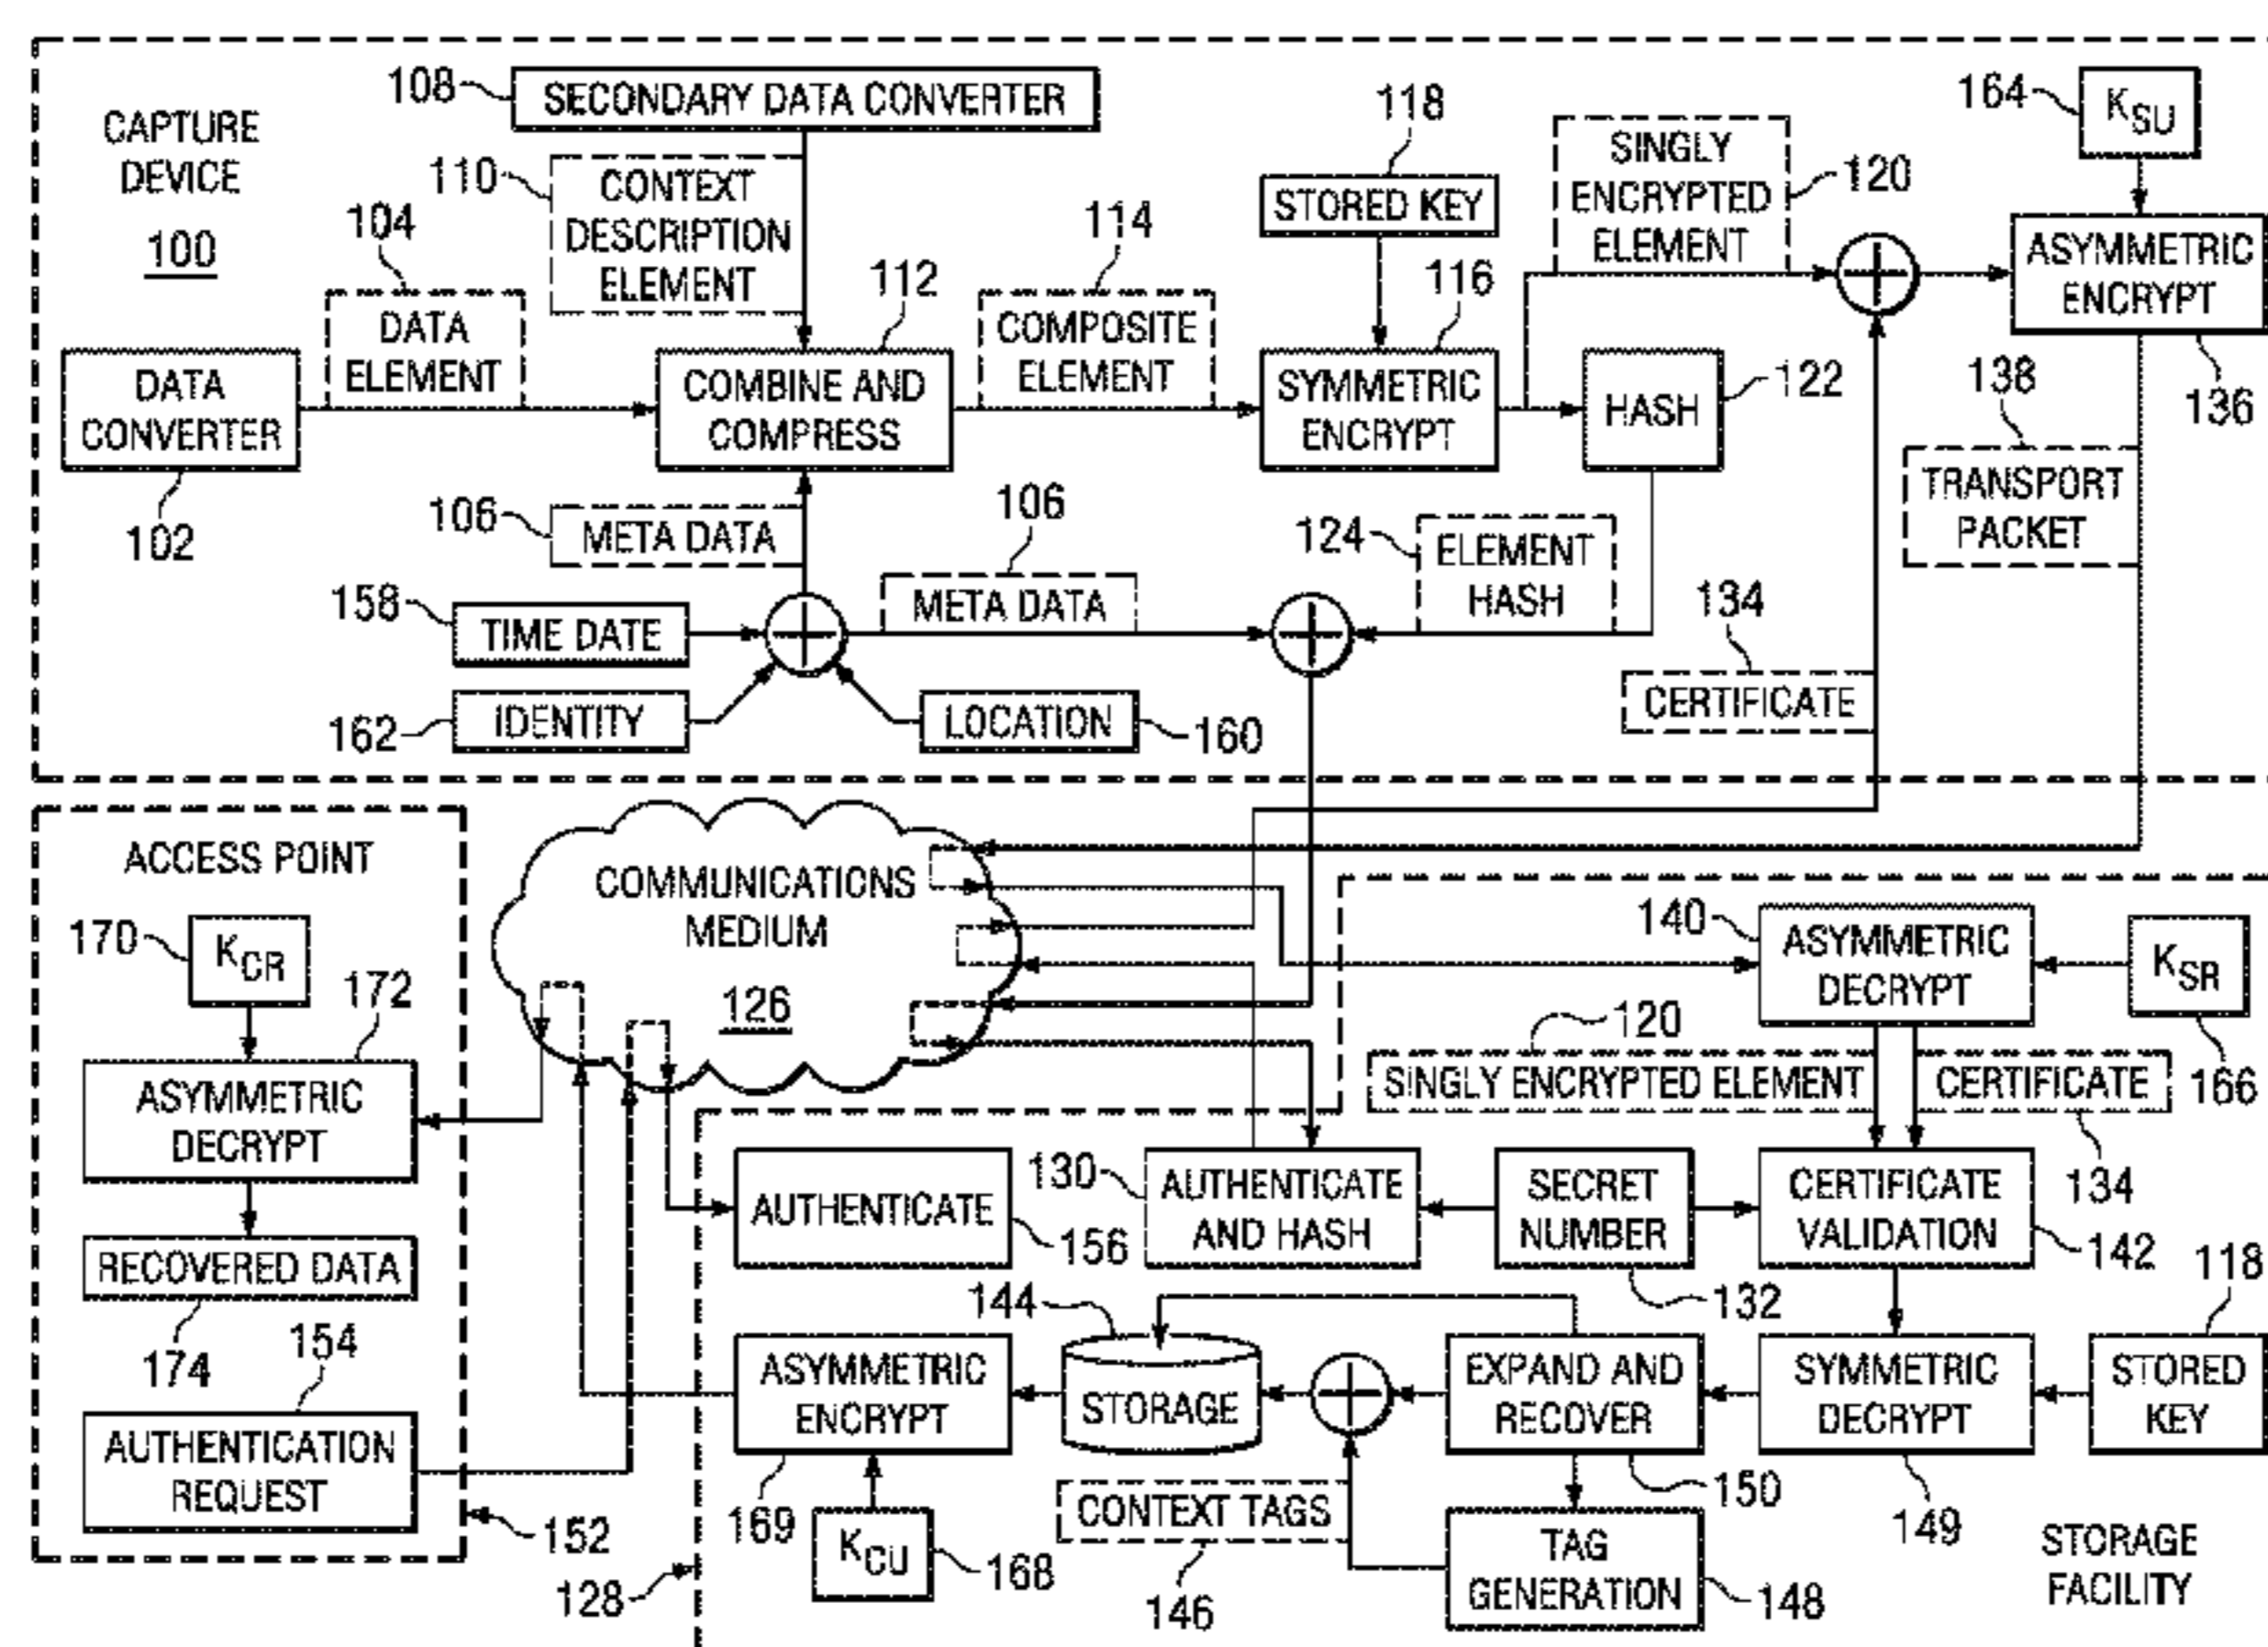 CAPTURE
DEVICE
100
108
SECONDARY DATA CONVERTER
110
CONTEXT
DESCRIPTION
ELEMENT
104
DATA
ELEMENT
DATA
CONVERTER
102
112
COMBINE AND
COMPRESS
114
COMPOSITE
ELEMENT
118
STORED KEY
116
SYMMETRIC
ENCRYPT
SINGLY
ENCRYPTED
ELEMENT
120
HASH
122
164
KSU
ASYMMETRIC
ENCRYPT
136
138
TRANSPORT
PACKET
106
META DATA
106
META DATA
124
ELEMENT
HASH
134
CERTIFICATE
158
TIME DATE
162
IDENTITY
LOCATION
160
ACCESS POINT
170
KCR
172
ASYMMETRIC
DECRYPT
RECOVERED DATA
174
154
AUTHENTICATION
REQUEST
152
COMMUNICATIONS
MEDIUM
126
140
ASYMMETRIC
DECRYPT
KSR
166
120
SINGLY ENCRYPTED ELEMENT
CERTIFICATE
134
AUTHENTICATE
156
130
AUTHENTICATE
AND HASH
SECRET
NUMBER
132
CERTIFICATE
VALIDATION
142
118
STORED
KEY
SYMMETRIC
DECRYPT
149
EXPAND AND
RECOVER
150
144
STORAGE
ASYMMETRIC
ENCRYPT
169
KCU
168
CONTEXT TAGS
146
TAG
GENERATION
148
128
STORAGE
FACILITY